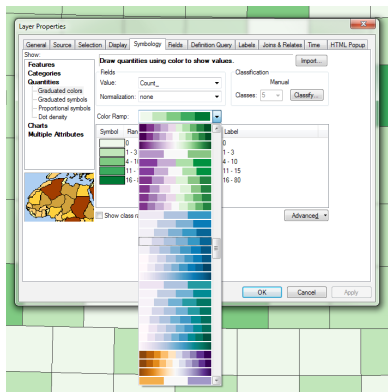 Layer Properties
General Source Selection Display Symbology Fields Definition Query Labels Joins & Relates Time HTML Popup
Show:
Features
Categories
Quantities
Graduated colors
Graduated symbols
Proportional symbols
Dot density
Charts
Multiple Attributes
Draw quantities using color to show values.
Import...
Fields
Value: Count_
Normalization: none
Classification
Manual
Classes: 5 Classify...
Color Ramp:
Symbol Ran Label
0 0
1 - 3 1 - 3
4 - 10 4 - 10
11 - 11 - 15
16 - 80 16 - 80
Show class ra
Advanced
OK Cancel Apply